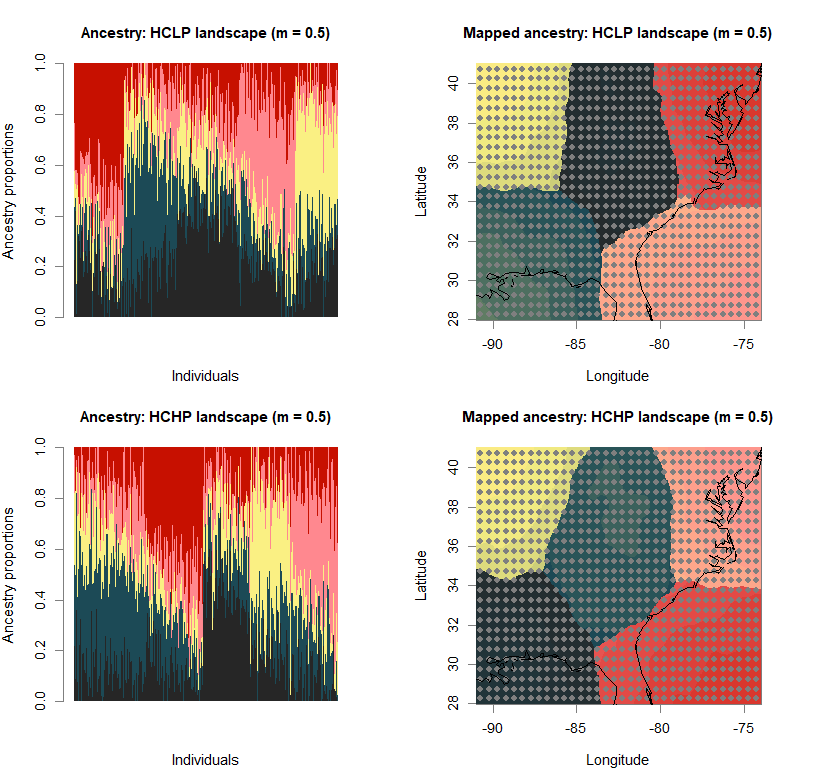 Ancestry: HCLP landscape (m = 0.5)
Ancestry proportions
0.0 0.2 0.4 0.6 0.8 1.0
Individuals
Mapped ancestry: HCLP landscape (m = 0.5)
Latitude
28 30 32 34 36 38 40
-90 -85 -80 -75
Longitude
Ancestry: HCHP landscape (m = 0.5)
Ancestry proportions
0.0 0.2 0.4 0.6 0.8 1.0
Individuals
Mapped ancestry: HCHP landscape (m = 0.5)
Latitude
28 30 32 34 36 38 40
-90 -85 -80 -75
Longitude